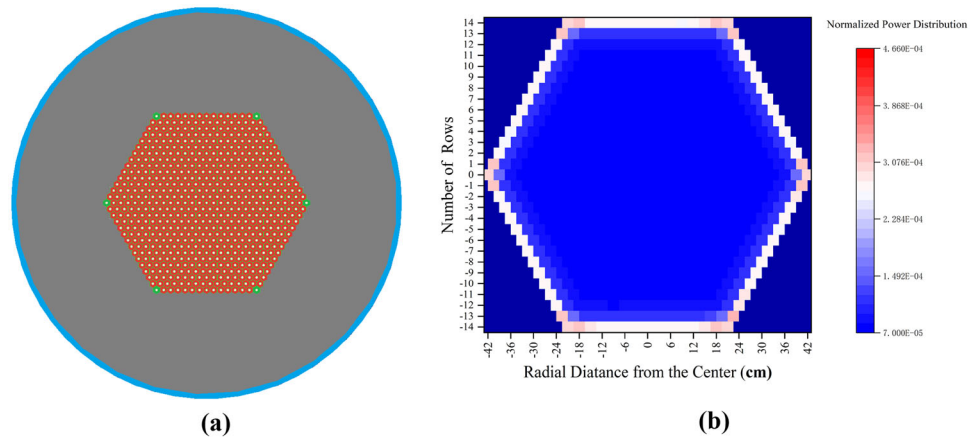 Normalized Power Distribution
Number of Rows
14
13
12
11
10
9
8
7
6
5
4
3
2
1
0
-1
-2
-3
-4
-5
-6
-7
-8
-9
-10
-11
-12
-13
-14
-42 -36 -30 -24 -18 -12 -6 0 6 12 18 24 30 36 42
Radial Diatance from the Center (cm)
4.660E-04
3.868E-04
3.076E-04
2.284E-04
1.492E-04
7.000E-05
(a)
(b)